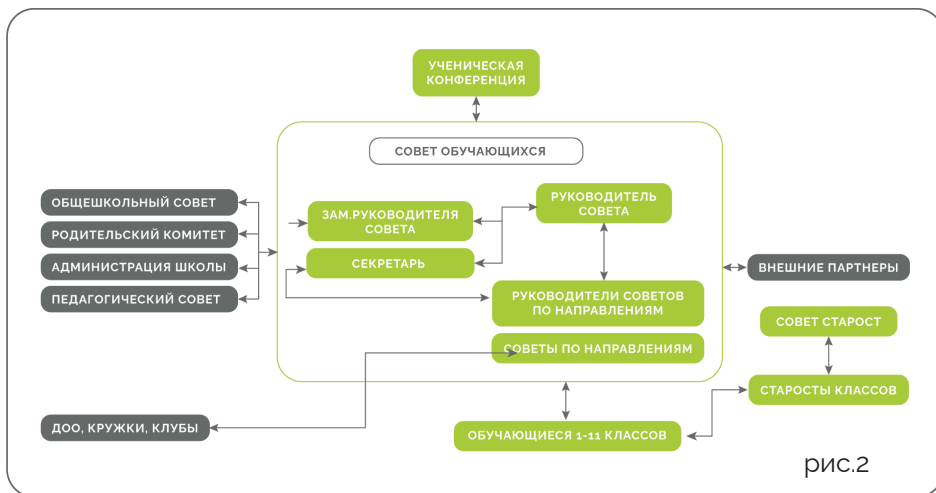 УЧЕНИЧЕСКАЯ
КОНФЕРЕНЦИЯ
СОВЕТ ОБУЧАЮЩИХСЯ
ОБЩЕШКОЛЬНЫЙ СОВЕТ
РОДИТЕЛЬСКИЙ КОМИТЕТ
АДМИНИСТРАЦИЯ ШКОЛЫ
ПЕДАГОГИЧЕСКИЙ СОВЕТ
ЗАМ.РУКОВОДИТЕЛЯ
СОВЕТА
РУКОВОДИТЕЛЬ
СОВЕТА
СЕКРЕТАРЬ
РУКОВОДИТЕЛИ СОВЕТОВ
ПО НАПРАВЛЕНИЯМ
СОВЕТЫ ПО НАПРАВЛЕНИЯМ
ВНЕШНИЕ ПАРТНЕРЫ
СОВЕТ СТАРОСТ
СТАРОСТЫ КЛАССОВ
ДОО, КРУЖКИ, КЛУБЫ
ОБУЧАЮЩИЕСЯ 1-11 КЛАССОВ
рис.2